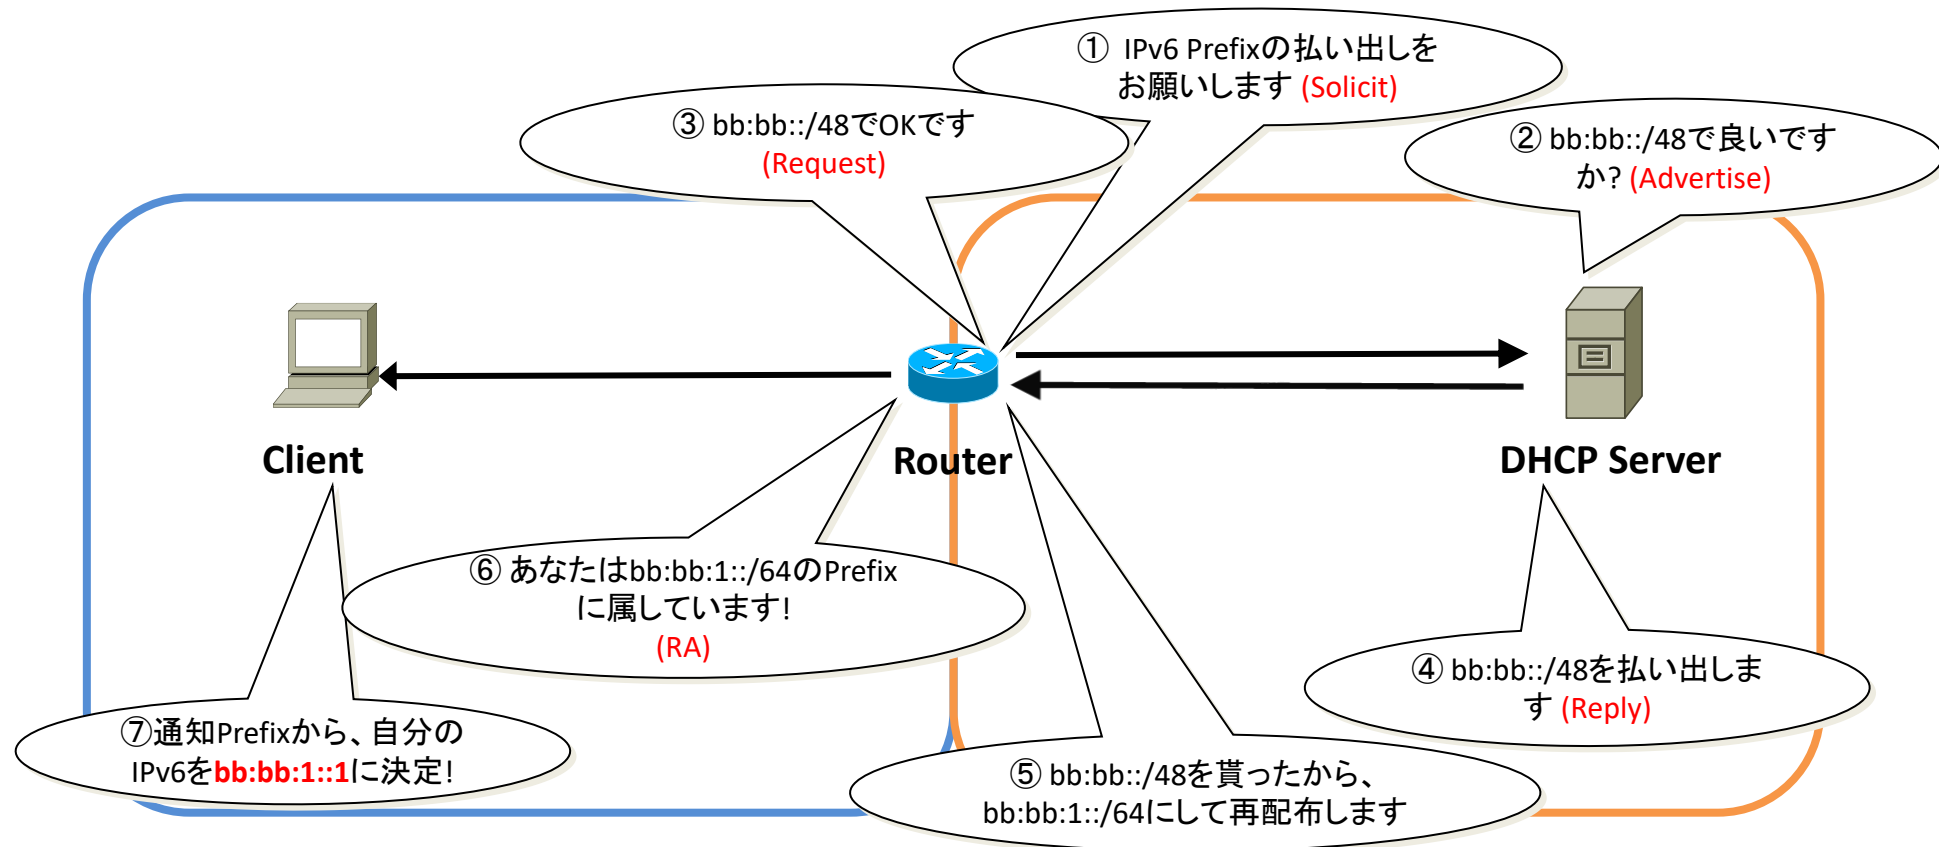 ① IPv6 Prefixの払い出しを
お願いします (Solicit)
② bb:bb::/48で良いです
か? (Advertise)
③ bb:bb::/48でOKです
(Request)
Client
Router
DHCP Server
④ bb:bb::/48を払い出しま
す (Reply)
⑤ bb:bb::/48を貰ったから、
bb:bb:1::/64にして再配布します
⑥ あなたはbb:bb:1::/64のPrefix
に属しています!
(RA)
⑦通知Prefixから、自分の
IPv6をbb:bb:1::1に決定!